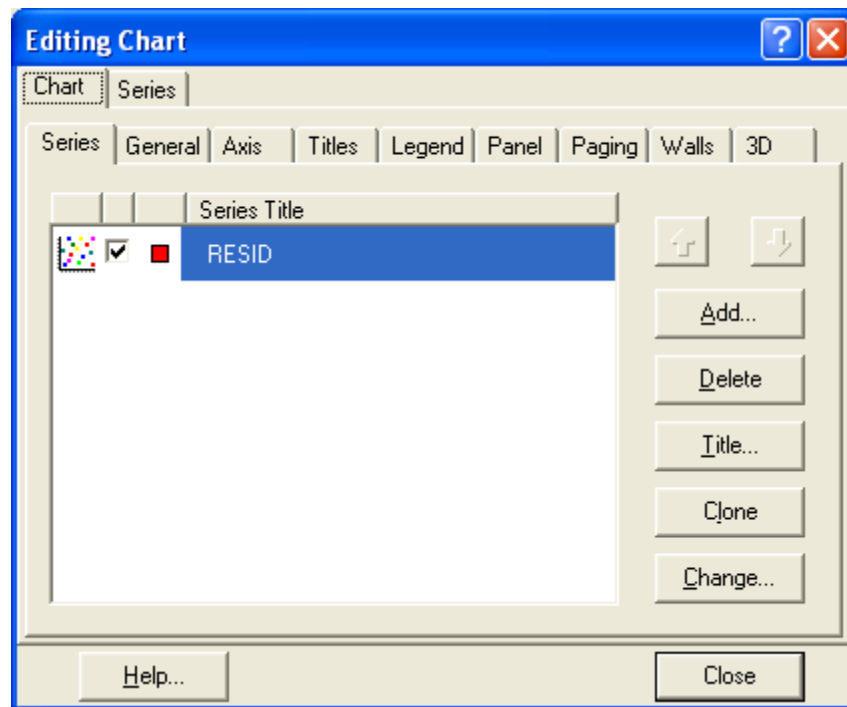 Editing Chart
Chart Series
Series General Axis Titles Legend Panel Paging Walls 3D
Series Title
RESID
Add...
Delete
Title...
Clone
Change...
Help... Close